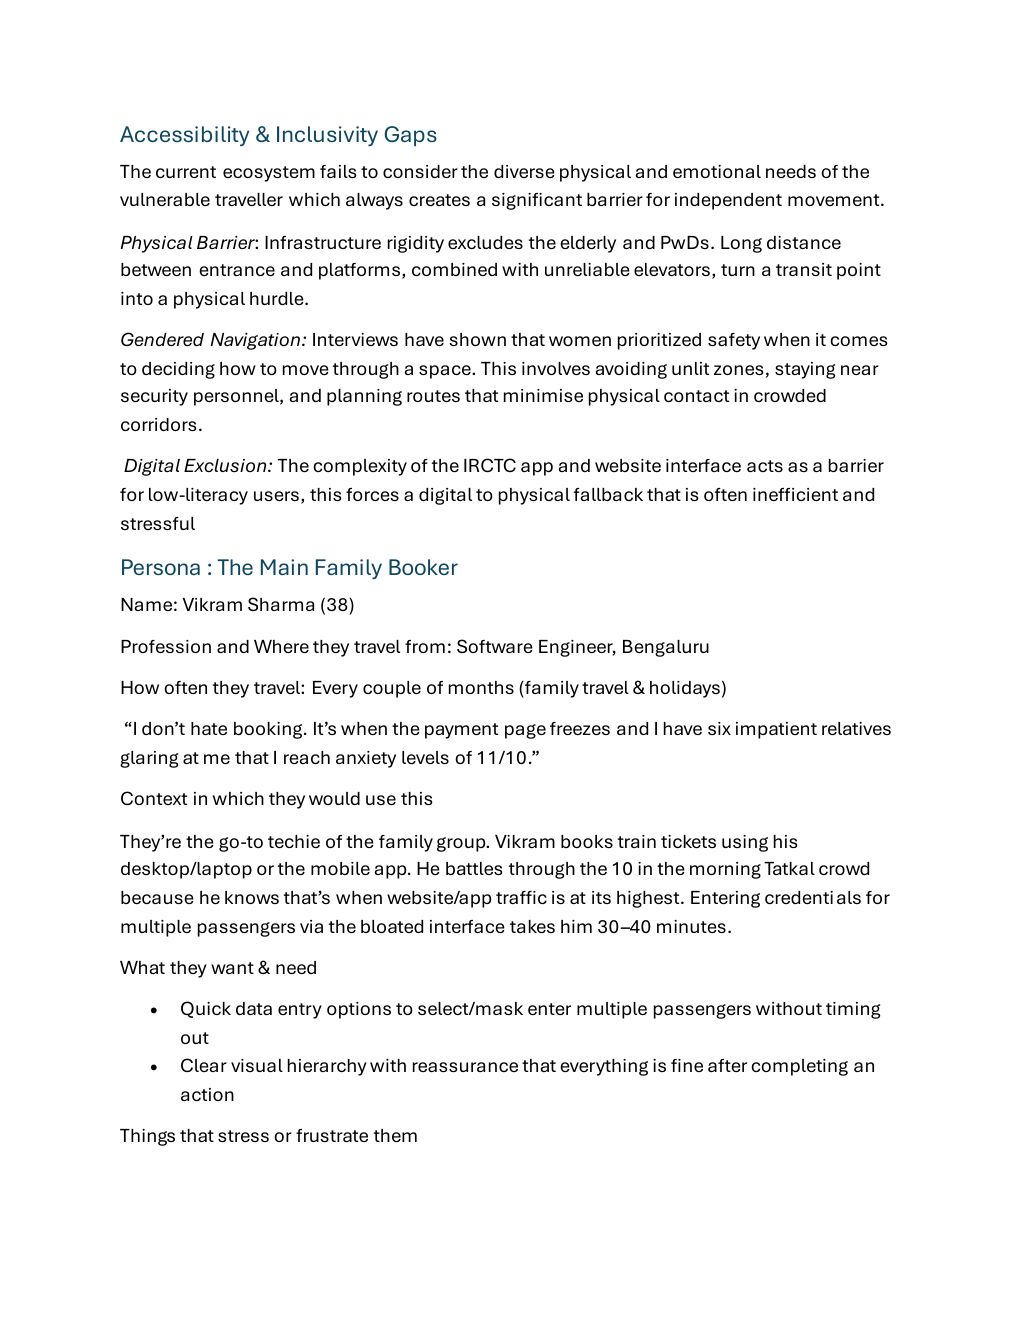 Accessibility & Inclusivity Gaps
The current ecosystem fails to consider the diverse physical and emotional needs of the
vulnerable traveller which always creates a significant barrier for independent movement.
Physical Barrier: Infrastructure rigidity excludes the elderly and PwDs. Long distance
between entrance and platforms, combined with unreliable elevators, turn a transit point
into a physical hurdle.
Gendered Navigation: Interviews have shown that women prioritized safety when it comes
to deciding how to move through a space. This involves avoiding unlit zones, staying near
security personnel, and planning routes that minimise physical contact in crowded
corridors.
Digital Exclusion: The complexity of the IRCTC app and website interface acts as a barrier
for low-literacy users, this forces a digital to physical fallback that is often inefficient and
stressful
Persona : The Main Family Booker
Name: Vikram Sharma (38)
Profession and Where they travel from: Software Engineer, Bengaluru
How often they travel: Every couple of months (family travel & holidays)
“I don’t hate booking. It’s when the payment page freezes and I have six impatient relatives
glaring at me that I reach anxiety levels of 11/10.”
Context in which they would use this
They’re the go-to techie of the family group. Vikram books train tickets using his
desktop/laptop or the mobile app. He battles through the 10 in the morning Tatkal crowd
because he knows that’s when website/app traffic is at its highest. Entering credentials for
multiple passengers via the bloated interface takes him 30–40 minutes.
What they want & need
• Quick data entry options to select/mask enter multiple passengers without timing
out
• Clear visual hierarchy with reassurance that everything is fine after completing an
action
Things that stress or frustrate them